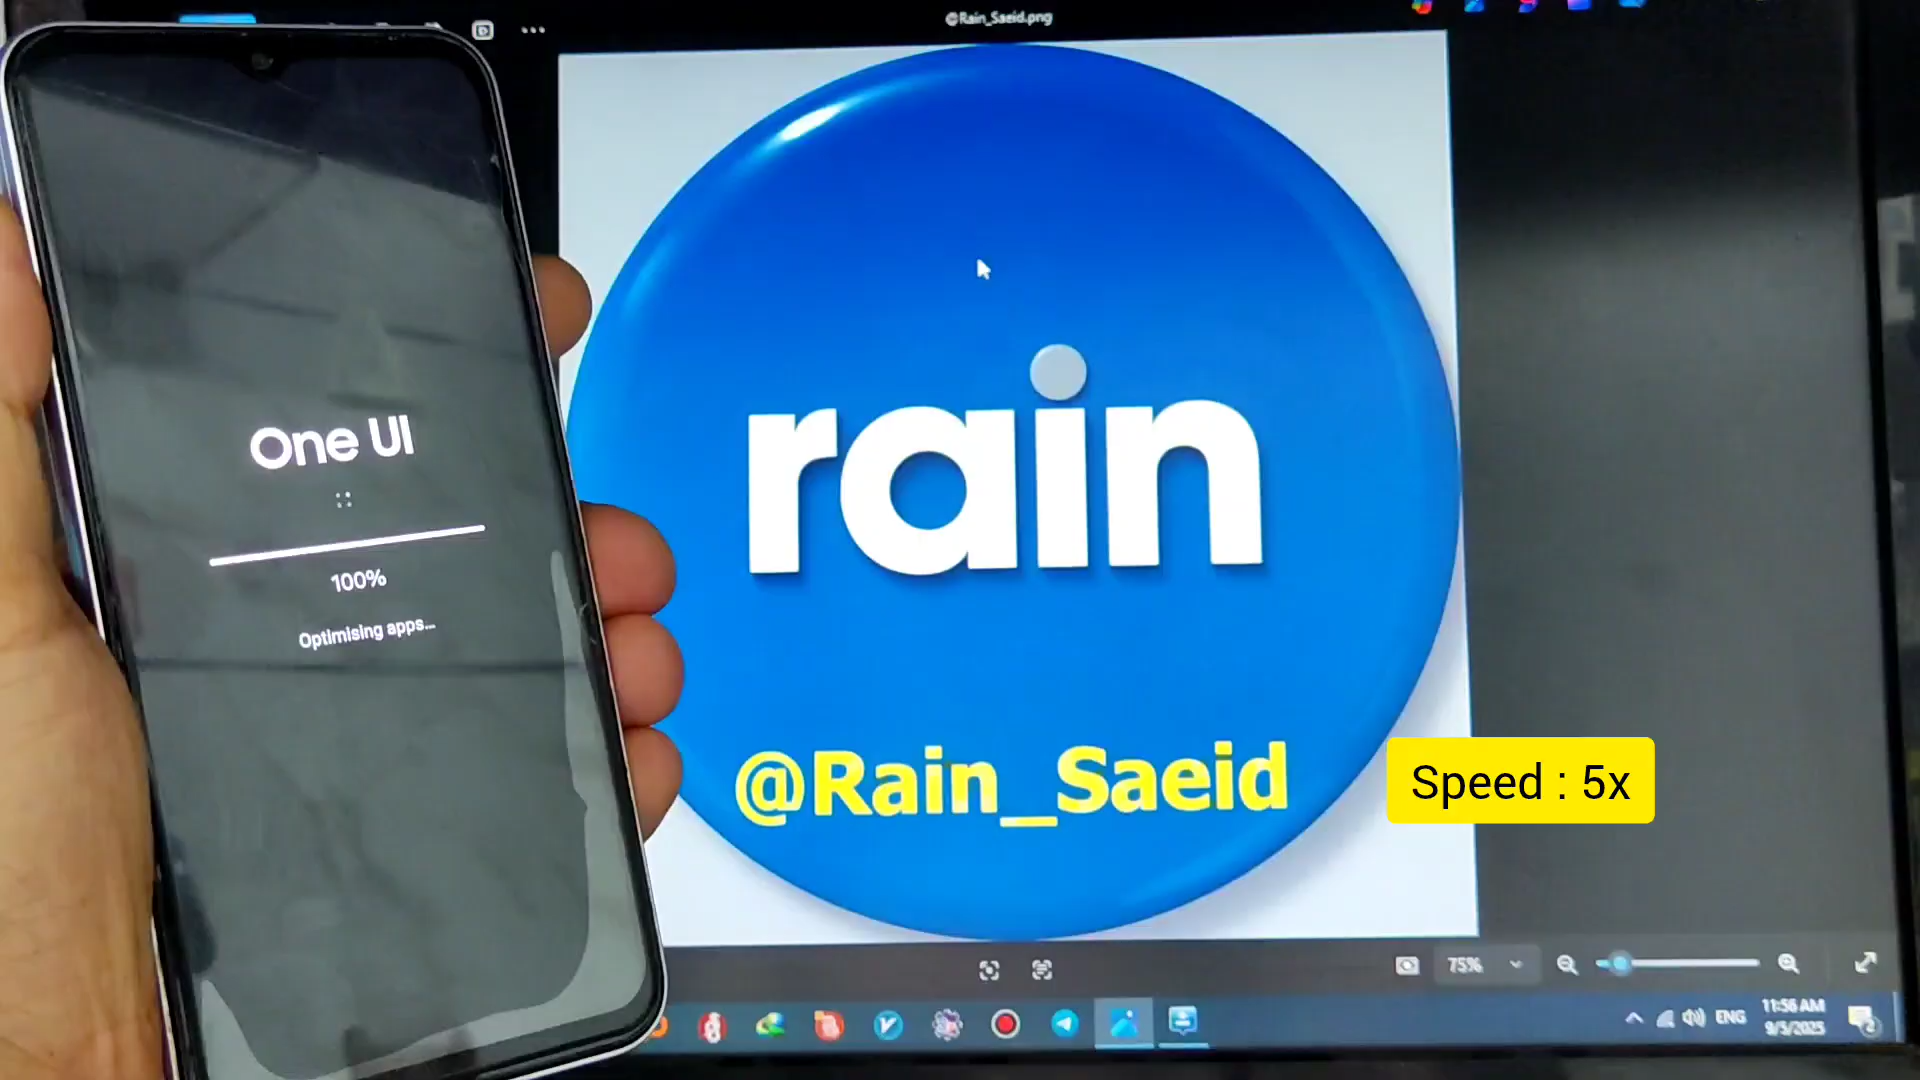 @Rain_Saeid.png
One UI
100%
Optimising apps...
rain
@Rain_Saeid
Speed : 5x
75%
ENG
11:56 AM
9/5/2025
2